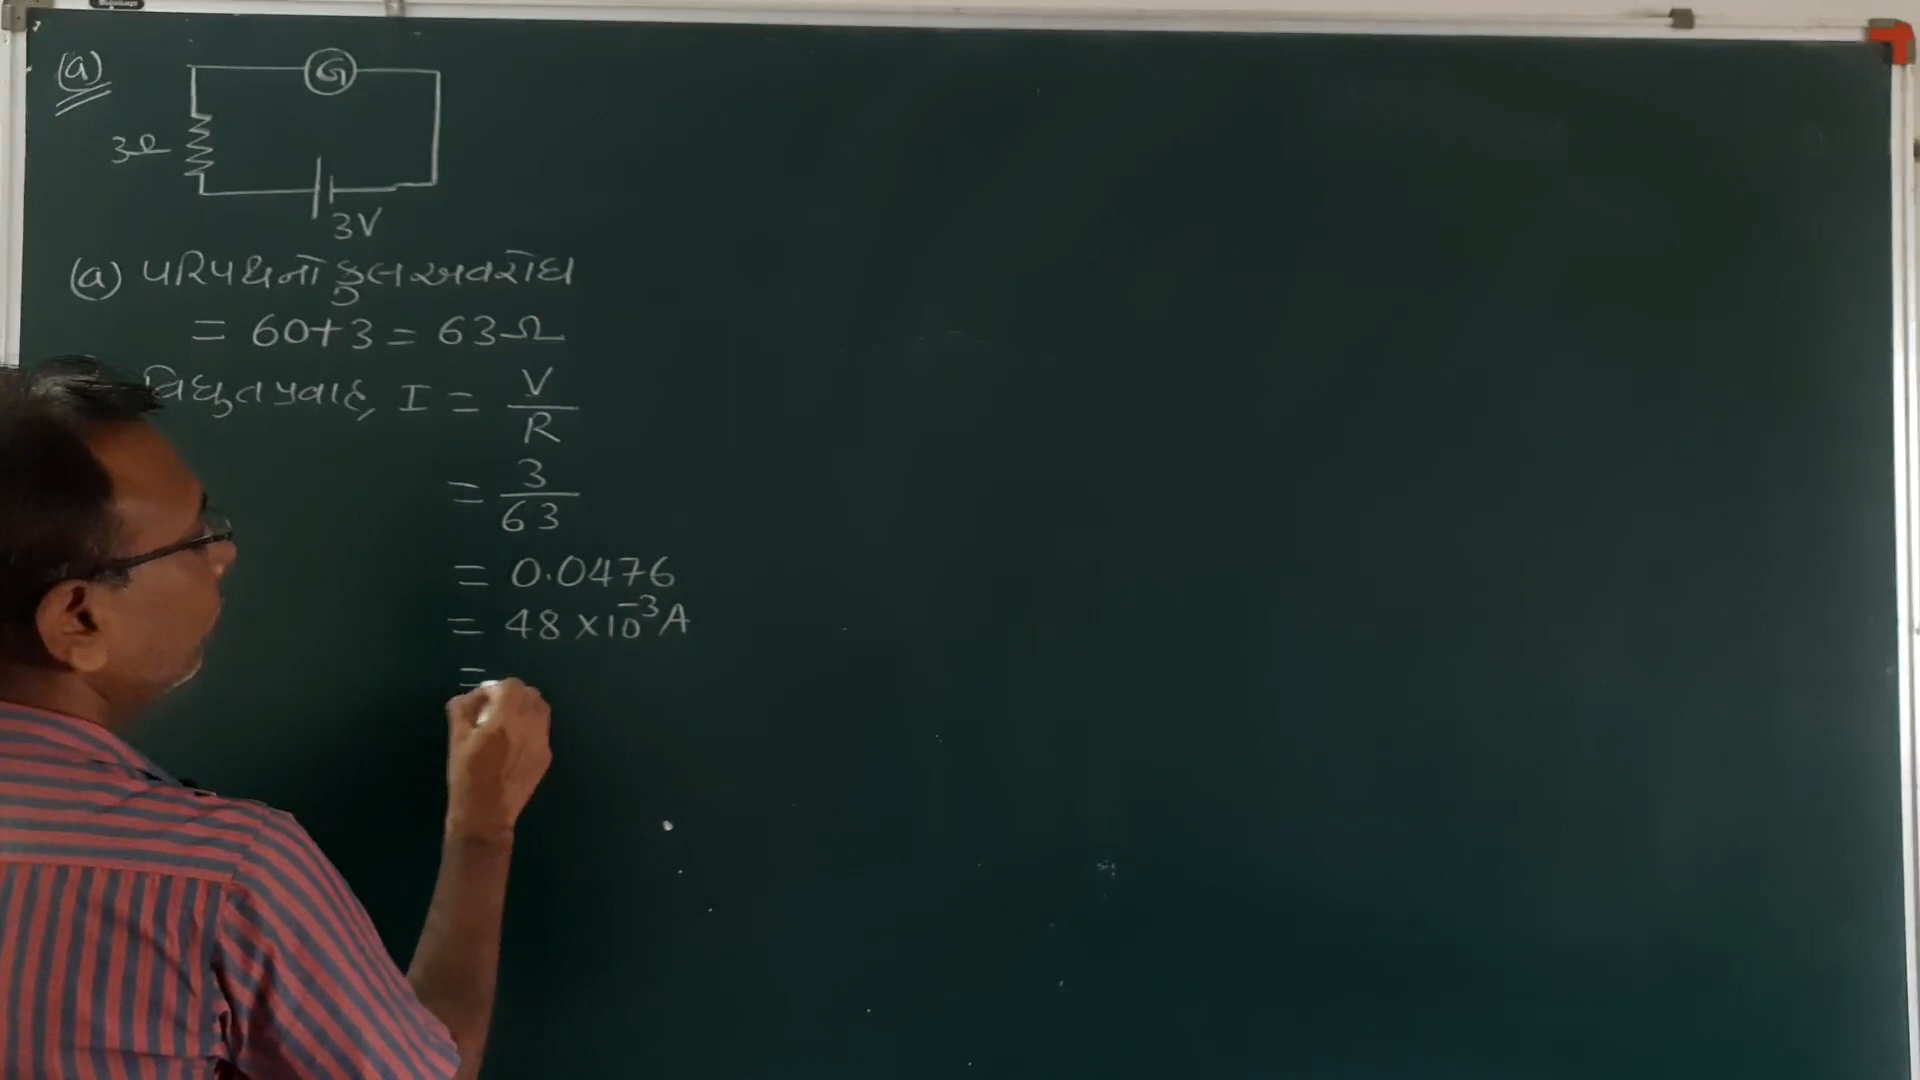 (a)
G
3Ω
3V
(a) પરિપથનો કુલ અવરોધ
= 60+3 = 63Ω
વિદ્યુતપ્રવાહ, I = V/R
= 3/63
= 0.0476
= 48 ×10⁻³A
=